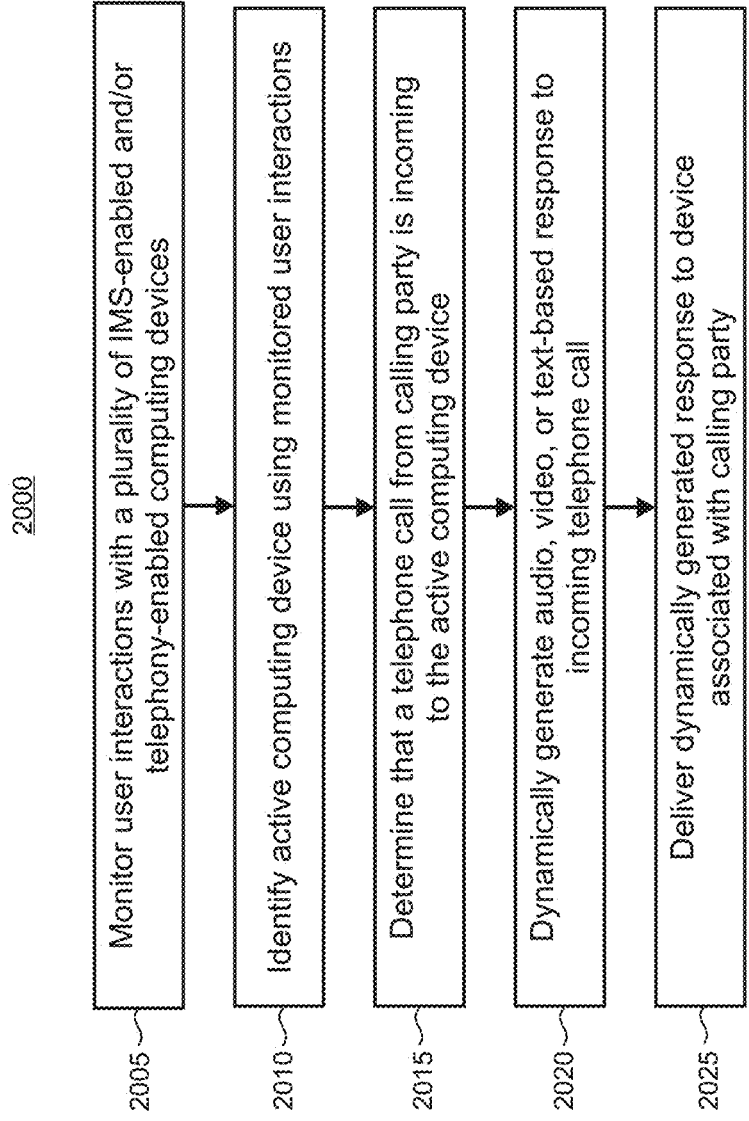 2000
2005
Monitor user interactions with a plurality of IMS-enabled and/or
telephony-enabled computing devices
2010
Identify active computing device using monitored user interactions
2015
Determine that a telephone call from calling party is incoming
to the active computing device
2020
Dynamically generate audio, video, or text-based response to
incoming telephone call
2025
Deliver dynamically generated response to device
associated with calling party